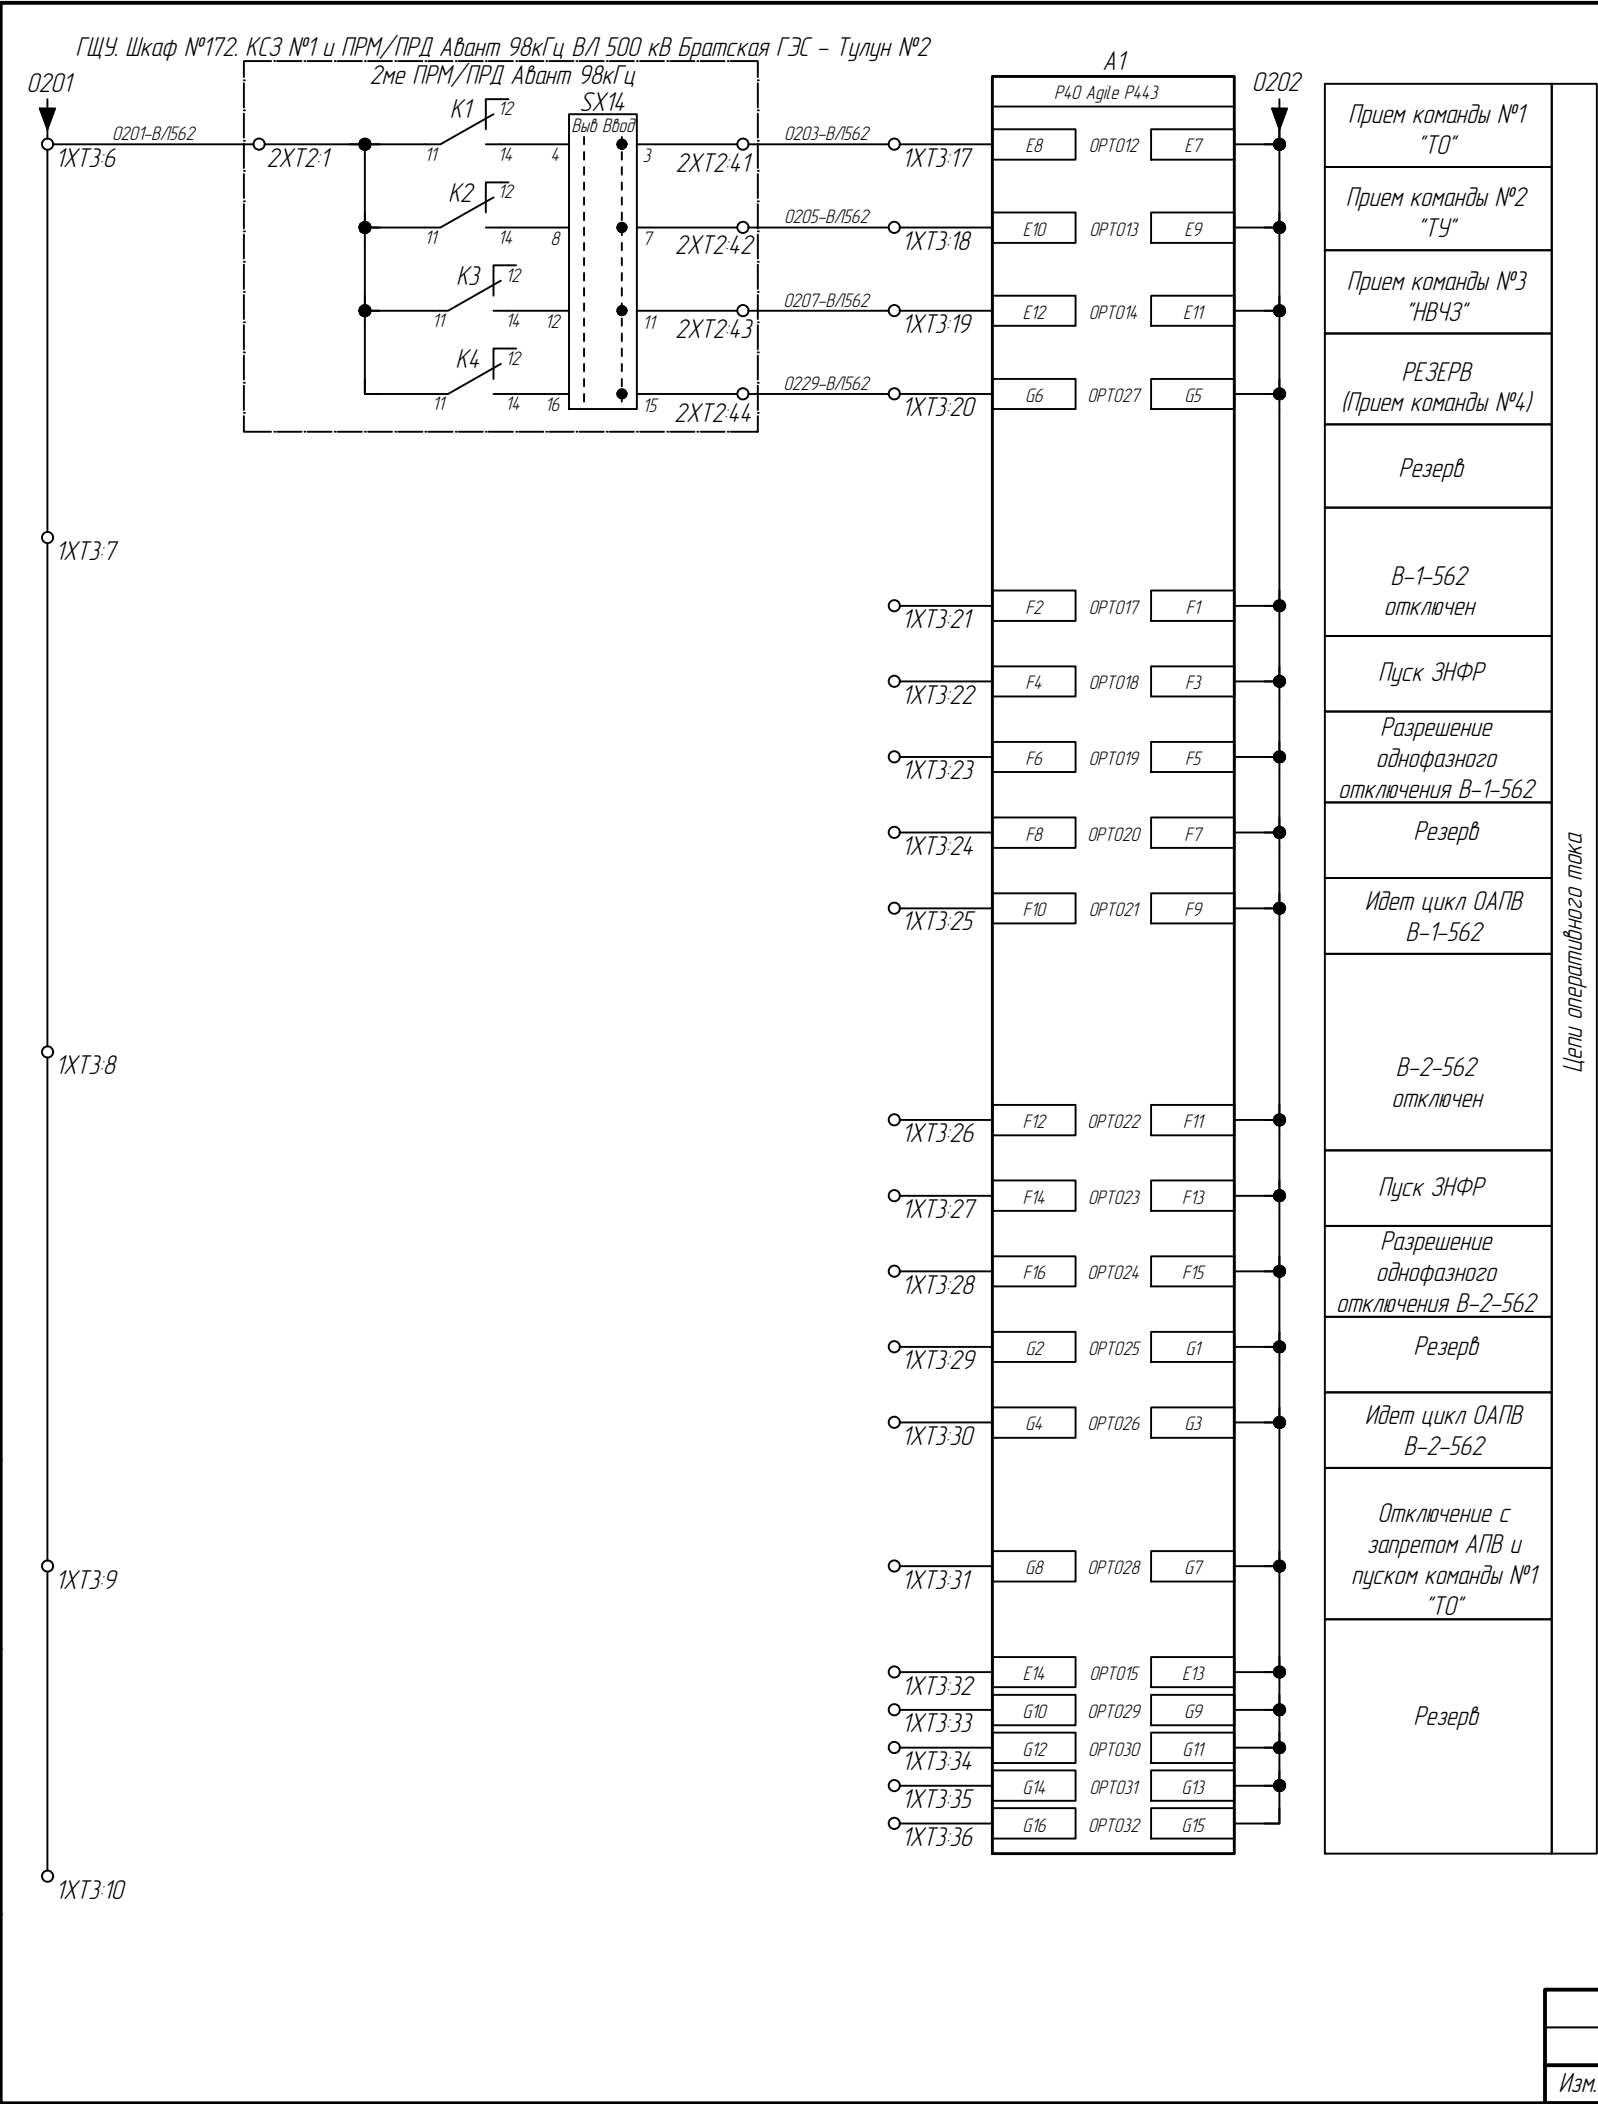 ГЩУ. Шкаф №172. КСЗ №1 и ПРМ/ПРД Авант 98кГц ВЛ 500 кВ Братская ГЭС – Тулун №2
2ме ПРМ/ПРД Авант 98кГц
0201
A1
P40 Agile P443
0202
SX14
Выв Ввод
K1 12
0201-ВЛ562
1XT3:6
2XT2:1
11 14 4 3
2XT2:41
0203-ВЛ562
1XT3:17
E8 OPTO12 E7
Прием команды №1
"ТО"
K2 12
11 14 8 7
2XT2:42
0205-ВЛ562
1XT3:18
E10 OPTO13 E9
Прием команды №2
"ТУ"
K3 12
11 14 12 11
2XT2:43
0207-ВЛ562
1XT3:19
E12 OPTO14 E11
Прием команды №3
"НВЧЗ"
K4 12
11 14 16 15
2XT2:44
0229-ВЛ562
1XT3:20
G6 OPTO27 G5
РЕЗЕРВ
(Прием команды №4)
Резерв
1XT3:7
1XT3:21
F2 OPTO17 F1
В-1-562
отключен
1XT3:22
F4 OPTO18 F3
Пуск ЗНФР
1XT3:23
F6 OPTO19 F5
Разрешение
однофазного
отключения В-1-562
1XT3:24
F8 OPTO20 F7
Резерв
1XT3:25
F10 OPTO21 F9
Идет цикл ОАПВ
В-1-562
1XT3:8
1XT3:26
F12 OPTO22 F11
В-2-562
отключен
1XT3:27
F14 OPTO23 F13
Пуск ЗНФР
1XT3:28
F16 OPTO24 F15
Разрешение
однофазного
отключения В-2-562
1XT3:29
G2 OPTO25 G1
Резерв
1XT3:30
G4 OPTO26 G3
Идет цикл ОАПВ
В-2-562
1XT3:9
1XT3:31
G8 OPTO28 G7
Отключение с
запретом АПВ и
пуском команды №1
"ТО"
1XT3:32
E14 OPTO15 E13
1XT3:33
G10 OPTO29 G9
1XT3:34
G12 OPTO30 G11
1XT3:35
G14 OPTO31 G13
1XT3:36
G16 OPTO32 G15
Резерв
1XT3:10
Цепи оперативного тока
Изм.